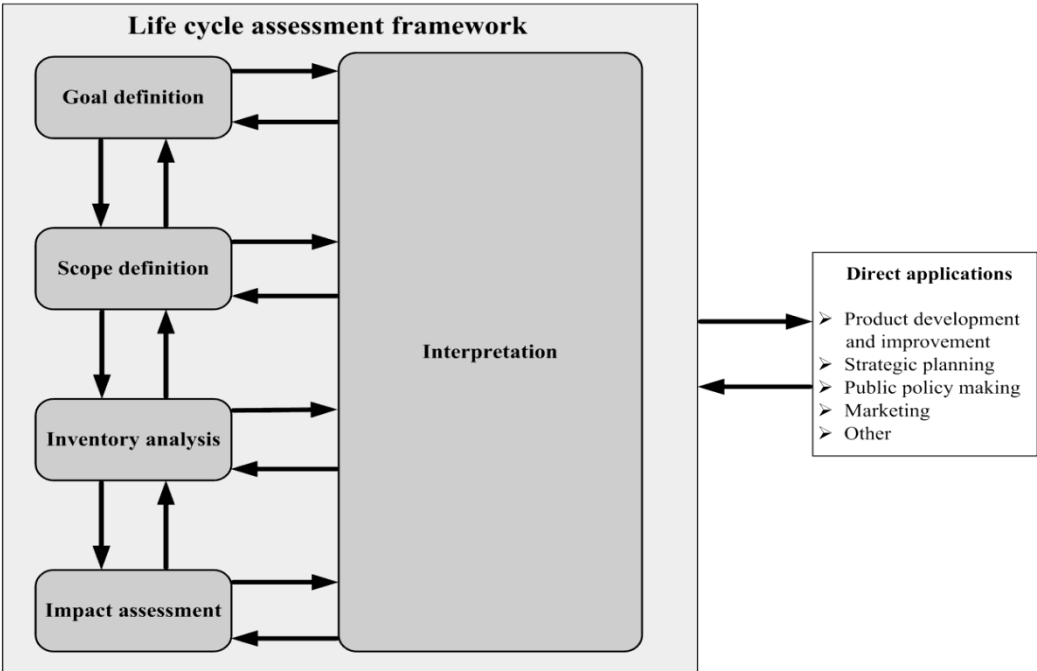 Life cycle assessment framework
Goal definition
Scope definition
Inventory analysis
Impact assessment
Interpretation
Direct applications
➢ Product development
and improvement
➢ Strategic planning
➢ Public policy making
➢ Marketing
➢ Other